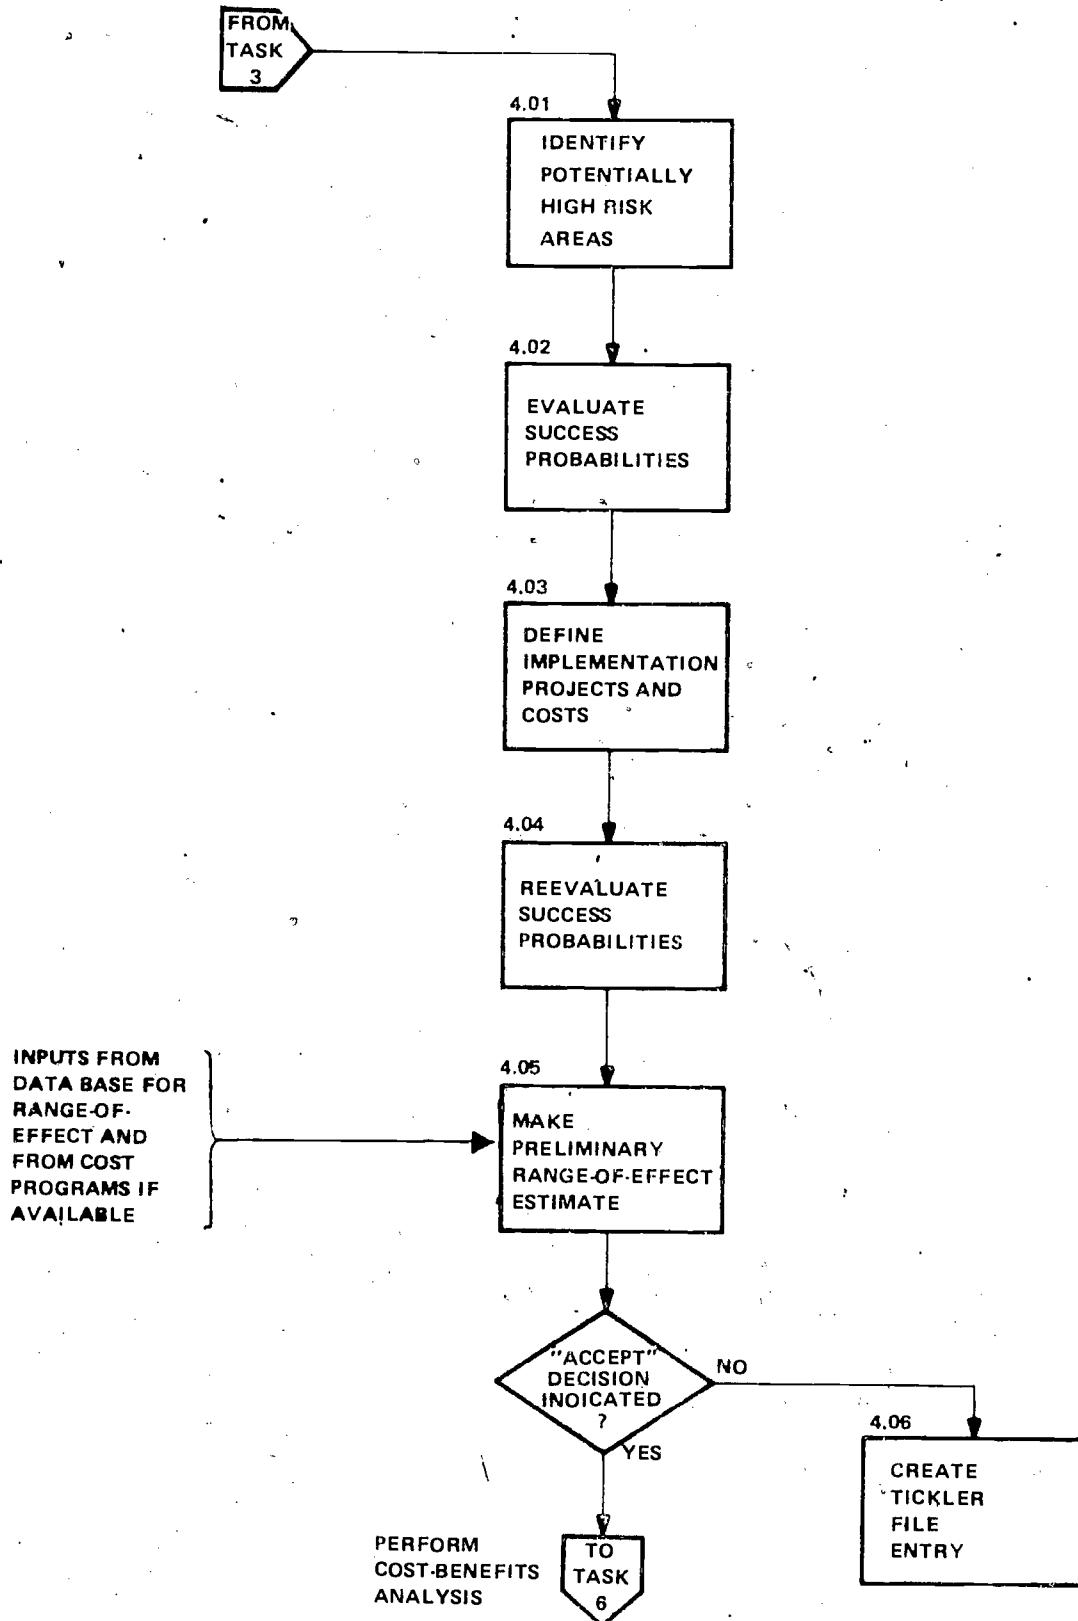 FROM
TASK
3
4.01
IDENTIFY
POTENTIALLY
HIGH RISK
AREAS
4.02
EVALUATE
SUCCESS
PROBABILITIES
4.03
DEFINE
IMPLEMENTATION
PROJECTS AND
COSTS
4.04
REEVALUATE
SUCCESS
PROBABILITIES
INPUTS FROM
DATA BASE FOR
RANGE-OF-
EFFECT AND
FROM COST
PROGRAMS IF
AVAILABLE
4.05
MAKE
PRELIMINARY
RANGE-OF-EFFECT
ESTIMATE
"ACCEPT"
DECISION
INDICATED
?
NO
YES
4.06
CREATE
TICKLER
FILE
ENTRY
PERFORM
COST-BENEFITS
ANALYSIS
TO
TASK
6